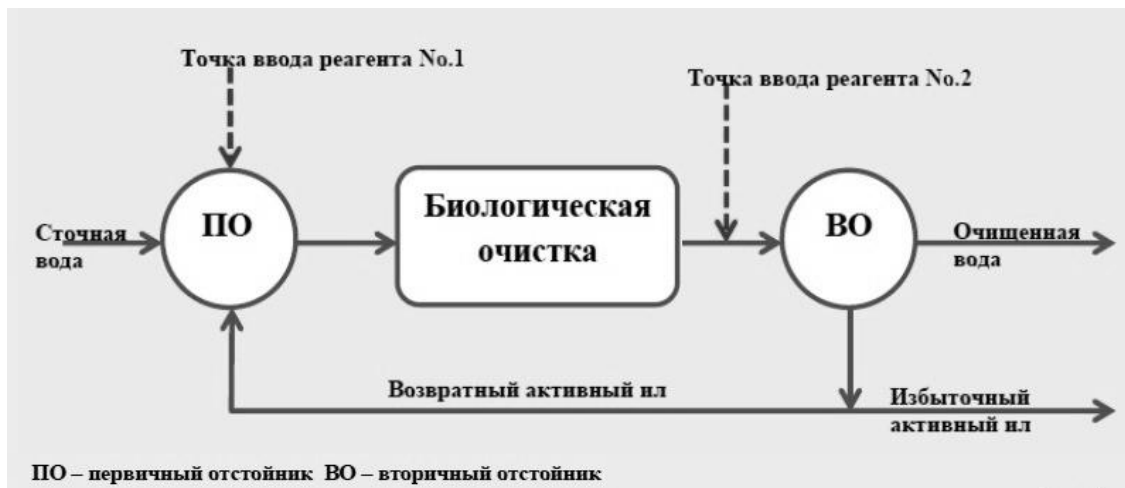 Точка ввода реагента No.1
Точка ввода реагента No.2
Сточная
вода
ПО
Биологическая
очистка
ВО
Очищенная
вода
Возвратный активный ил
Избыточный
активный ил
ПО – первичный отстойник ВО – вторичный отстойник